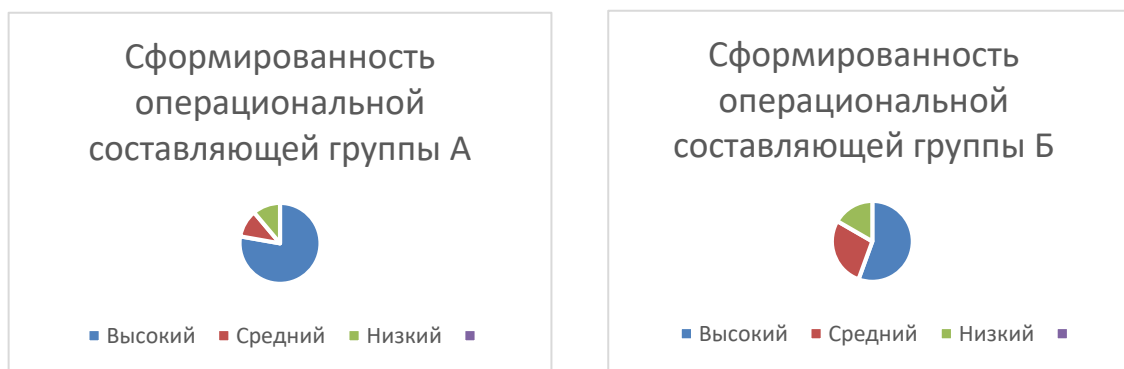 Сформированность
операциональной
составляющей группы А
Высокий Средний Низкий
Сформированность
операциональной
составляющей группы Б
Высокий Средний Низкий